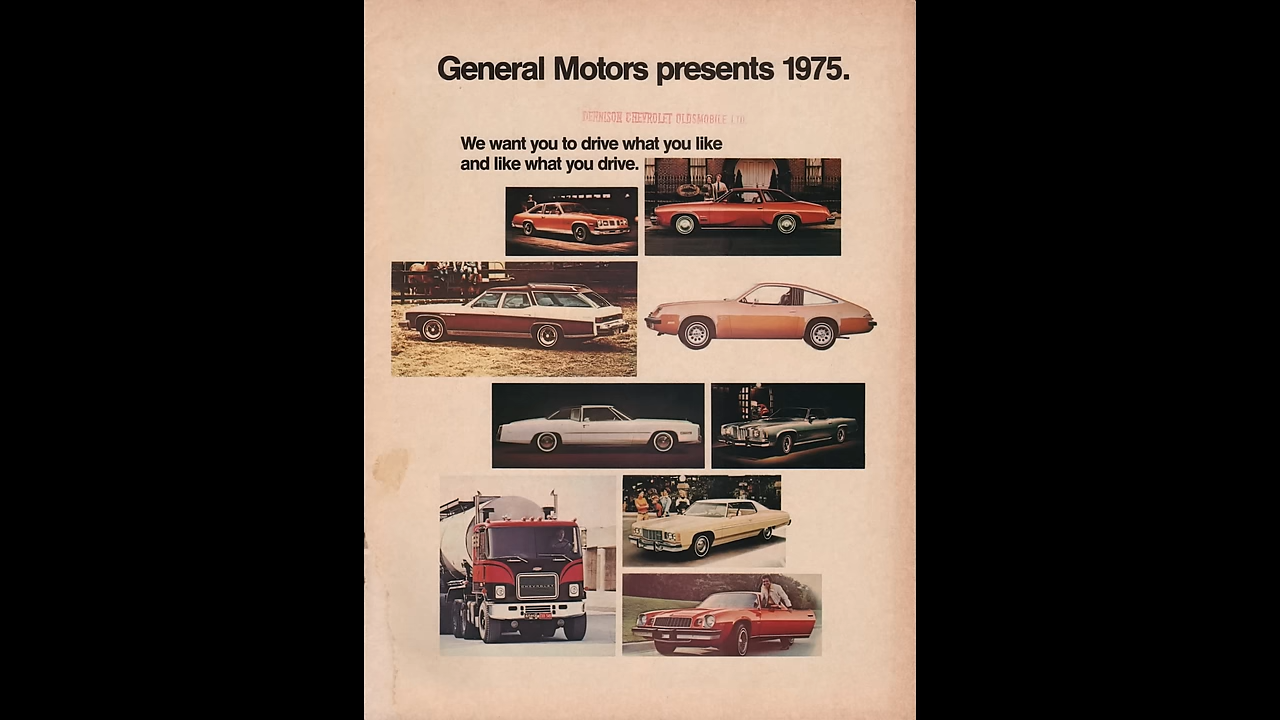 General Motors presents 1975.
DENNISON CHEVROLET OLDSMOBILE LTD.
We want you to drive what you like
and like what you drive.
CHEVROLET